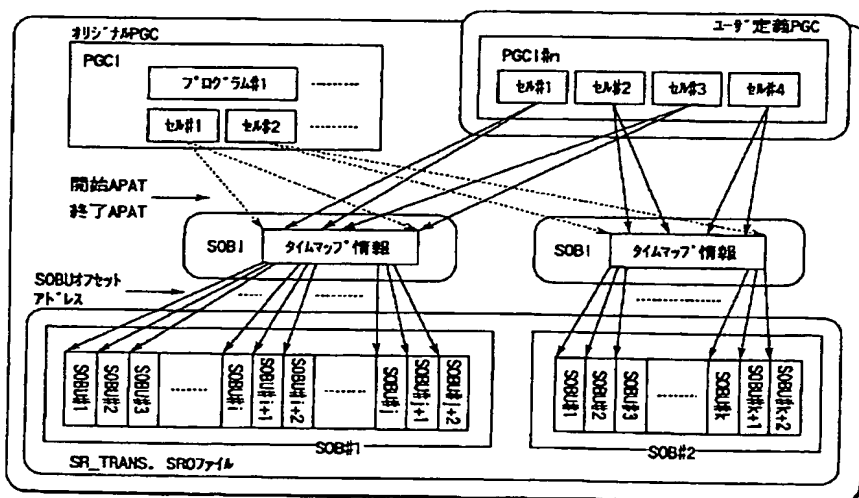 オリジナルPGC
ユーザ定義PGC
PGCI
PGCI#n
プログラム#1
セル#1 セル#2 セル#3 セル#4
セル#1 セル#2
開始APAT
終了APAT
SOBI タイムマップ情報
SOBI タイムマップ情報
SOBUオフセット
アドレス
SOBU#1 SOBU#2 SOBU#3 SOBU#i SOBU#i+1 SOBU#i+2 SOBU#j SOBU#j+1 SOBU#j+2
SOBU#1 SOBU#2 SOBU#3 SOBU#k SOBU#k+1 SOBU#k+2
SOB#1
SOB#2
SR_TRANS. SROファイル